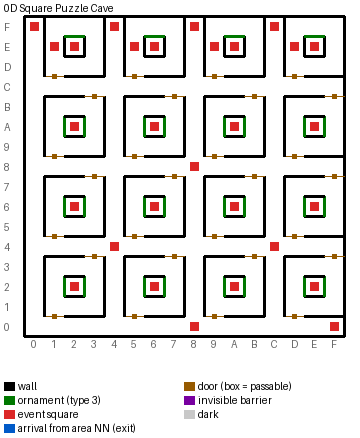 0D Square Puzzle Cave
F
E
D
C
B
A
9
8
7
6
5
4
3
2
1
0
0 1 2 3 4 5 6 7 8 9 A B C D E F
wall
door (box = passable)
ornament (type 3)
invisible barrier
event square
dark
arrival from area NN (exit)